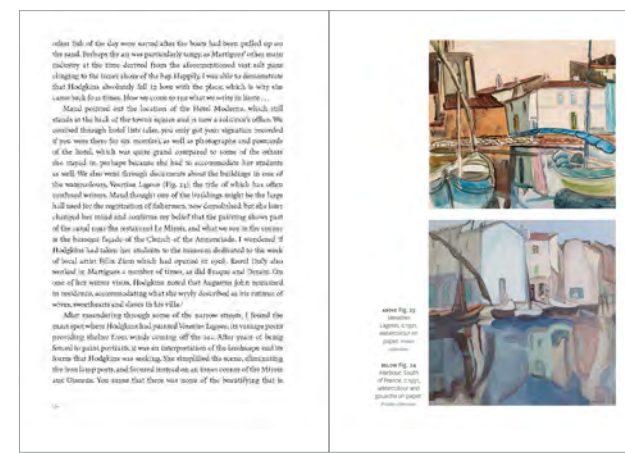 other fish of the day were sorted after the boats had been pulled up on
the sand. Perhaps the air was particularly tangy, as Martigues' other main
industry at the time derived from the aforementioned vast salt pans
clinging to the inner shore of the bay. Happily, I was able to demonstrate
that Hodgkins absolutely fell in love with the place, which is why she
came back four times. How we come to rue what we write in haste ...
Maud pointed out the location of the Hotel Moderne, which still
stands at the back of the town square and is now a solicitor's office. We
combed through hotel lists (alas, you only got your signature recorded
if you were there for six months), as well as photographs and postcards
of the hotel, which was quite grand compared to some of the others
she stayed in, perhaps because she had to accommodate her students
as well. We also went through documents about the buildings in one of
the watercolours, Venetian Lagoon (Fig. 23), the title of which has often
confused writers. Maud thought one of the buildings might be the large
hall used for the registration of fishermen, now demolished, but she later
changed her mind and confirms my belief that the painting shows part
of the canal near the restaurant Le Miroir, and what we see in the corner
is the baroque façade of the Church of the Annonciade. I wondered if
Hodgkins had taken her students to the museum dedicated to the work
of local artist Félix Ziem which had opened in 1908. Raoul Dufy also
worked in Martigues a number of times, as did Braque and Derain. On
one of her winter visits, Hodgkins noted that Augustus John remained
in residence, accommodating what she wryly described as his retinue of
wives, sweethearts and slaves in his villa.
After meandering through some of the narrow streets, I found the
exact spot where Hodgkins had painted Venetian Lagoon, its vantage point
providing shelter from winds coming off the sea. After years of being
forced to paint portraits, it was an interpretation of the landscape and its
forms that Hodgkins was seeking. She simplified the scene, eliminating
the iron lamp posts, and focused instead on an inner corner of the Miroir
aux Oiseaux. You sense that there was none of the beautifying that is
ABOVE Fig. 23
Venetian
Lagoon, c.1921,
watercolour on
paper. Private
collection
BELOW Fig. 24
Harbour, South
of France, c.1931,
watercolour and
gouache on paper.
Private collection